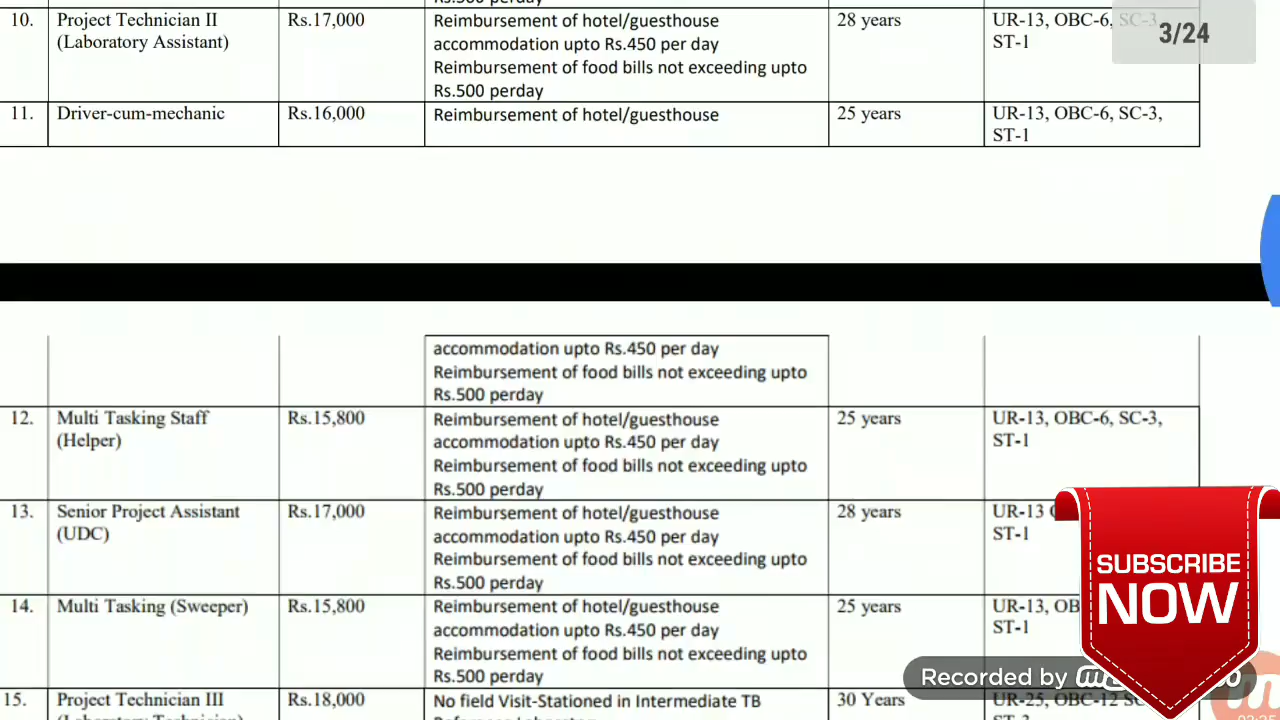 10. Project Technician II Rs.17,000 Reimbursement of hotel/guesthouse 28 years UR-13, OBC-6, SC-3,
(Laboratory Assistant) accommodation upto Rs.450 per day ST-1
3/24
Reimbursement of food bills not exceeding upto
Rs.500 perday
11. Driver-cum-mechanic Rs.16,000 Reimbursement of hotel/guesthouse 25 years UR-13, OBC-6, SC-3,
ST-1
accommodation upto Rs.450 per day
Reimbursement of food bills not exceeding upto
Rs.500 perday
12. Multi Tasking Staff Rs.15,800 Reimbursement of hotel/guesthouse 25 years UR-13, OBC-6, SC-3,
(Helper) accommodation upto Rs.450 per day ST-1
Reimbursement of food bills not exceeding upto
Rs.500 perday
13. Senior Project Assistant Rs.17,000 Reimbursement of hotel/guesthouse 28 years UR-13
(UDC) accommodation upto Rs.450 per day ST-1
Reimbursement of food bills not exceeding upto
Rs.500 perday
14. Multi Tasking (Sweeper) Rs.15,800 Reimbursement of hotel/guesthouse 25 years UR-13,
accommodation upto Rs.450 per day ST-1
Reimbursement of food bills not exceeding upto
Rs.500 perday
15. Project Technician III Rs.18,000 No field Visit-Stationed in Intermediate TB 30 Years UR-25, OBC-12
SUBSCRIBE
NOW
Recorded by